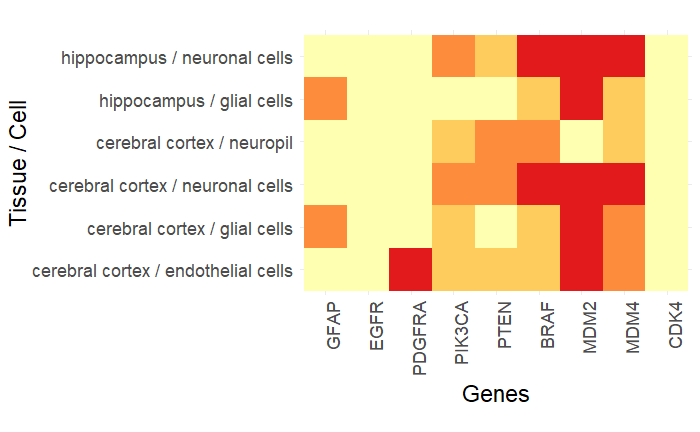 hippocampus / neuronal cells
hippocampus / glial cells
cerebral cortex / neuropil
cerebral cortex / neuronal cells
cerebral cortex / glial cells
cerebral cortex / endothelial cells
Tissue / Cell
GFAP
EGFR
PDGFRA
PIK3CA
PTEN
BRAF
MDM2
MDM4
CDK4
Genes